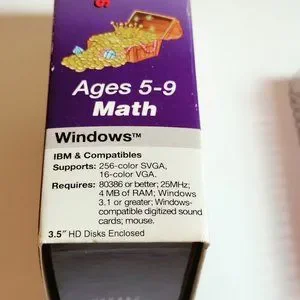 Ages 5-9
Math
Windows™
IBM & Compatibles
Supports: 256-color SVGA,
16-color VGA.
Requires: 80386 or better; 25MHz;
4 MB of RAM; Windows
3.1 or greater; Windows-
compatible digitized sound
cards; mouse.
3.5" HD Disks Enclosed